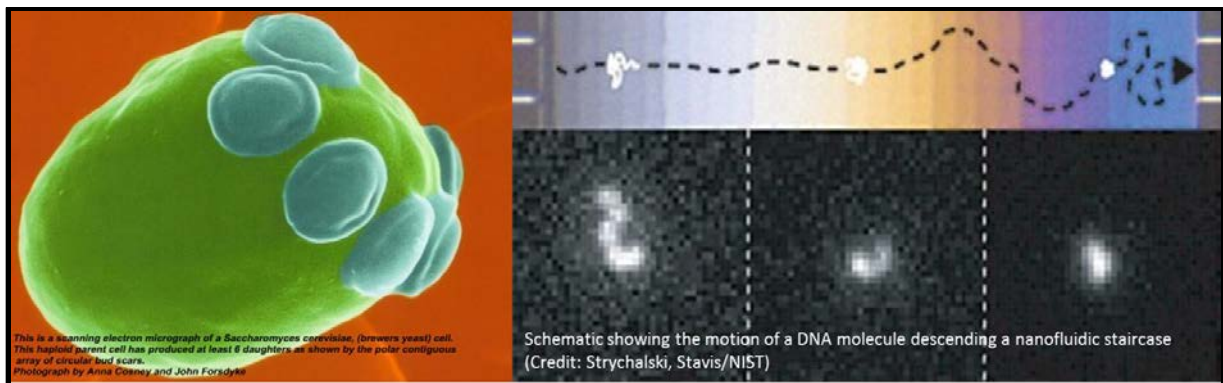 This is a scanning electron micrograph of a Saccharomyces cerevisiae, (brewers yeast) cell.
This haploid parent cell has produced at least 6 daughters as shown by the polar contiguous
array of circular bud scars.
Photograph by Anna Cosney and John Forsdyke
Schematic showing the motion of a DNA molecule descending a nanofluidic staircase
(Credit: Strychalski, Stavis/NIST)